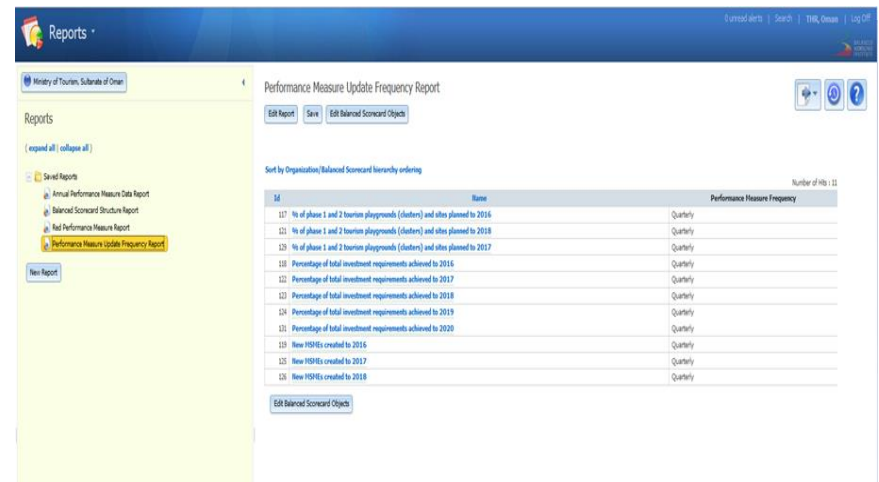 Reports
0 unread alerts | Search | THR, Oman | Log Off
Ministry of Tourism, Sultanate of Oman
Reports
( expand all | collapse all )
Saved Reports
Annual Performance Measure Data Report
Balanced Scorecard Structure Report
Red Performance Measure Report
Performance Measure Update Frequency Report
New Report
Performance Measure Update Frequency Report
Edit Report Save Edit Balanced Scorecard Objects
Sort by Organization/Balanced Scorecard hierarchy ordering
Number of Hits : 11
Id Name Performance Measure Frequency
117 % of phase 1 and 2 tourism playgrounds (clusters) and sites planned to 2016 Quarterly
121 % of phase 1 and 2 tourism playgrounds (clusters) and sites planned to 2018 Quarterly
129 % of phase 1 and 2 tourism playgrounds (clusters) and sites planned to 2017 Quarterly
118 Percentage of total investment requirements achieved to 2016 Quarterly
122 Percentage of total investment requirements achieved to 2017 Quarterly
123 Percentage of total investment requirements achieved to 2018 Quarterly
124 Percentage of total investment requirements achieved to 2019 Quarterly
131 Percentage of total investment requirements achieved to 2020 Quarterly
119 New MSMEs created to 2016 Quarterly
125 New MSMEs created to 2017 Quarterly
126 New MSMEs created to 2018 Quarterly
Edit Balanced Scorecard Objects